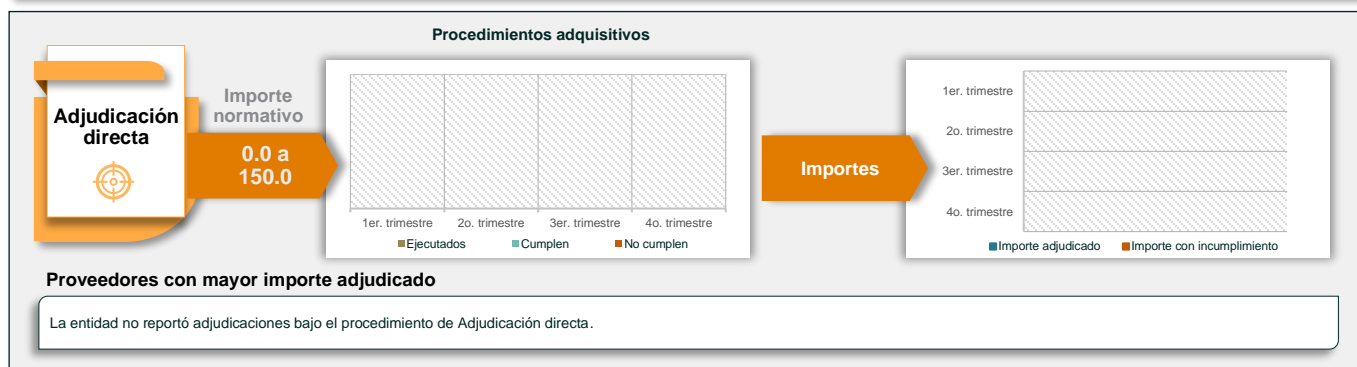 Procedimientos adquisitivos
Adjudicación
directa
Importe
normativo
0.0 a
150.0
1er. trimestre
2o. trimestre
3er. trimestre
4o. trimestre
Ejecutados
Cumplen
No cumplen
Importes
1er. trimestre
2o. trimestre
3er. trimestre
4o. trimestre
Importe adjudicado
Importe con incumplimiento
Proveedores con mayor importe adjudicado
La entidad no reportó adjudicaciones bajo el procedimiento de Adjudicación directa.